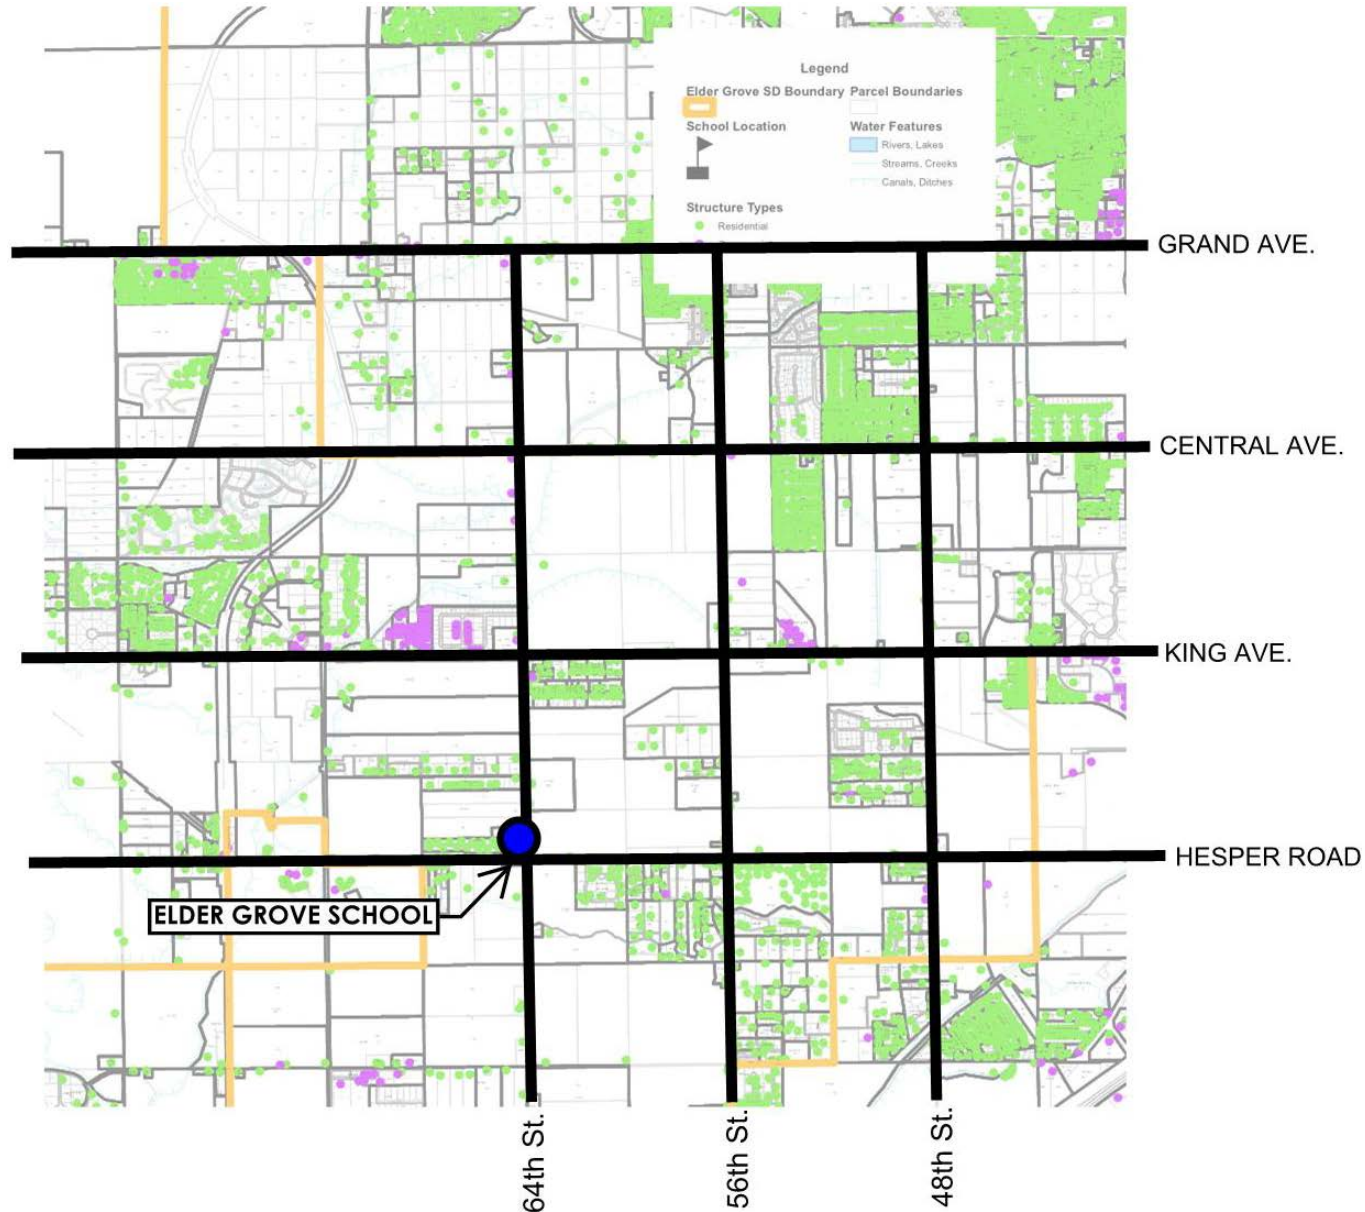 Legend
Elder Grove SD Boundary Parcel Boundaries
School Location Water Features
Rivers, Lakes
Streams, Creeks
Canals, Ditches
Structure Types
Residential
GRAND AVE.
CENTRAL AVE.
KING AVE.
HESPER ROAD
ELDER GROVE SCHOOL
64th St.
56th St.
48th St.